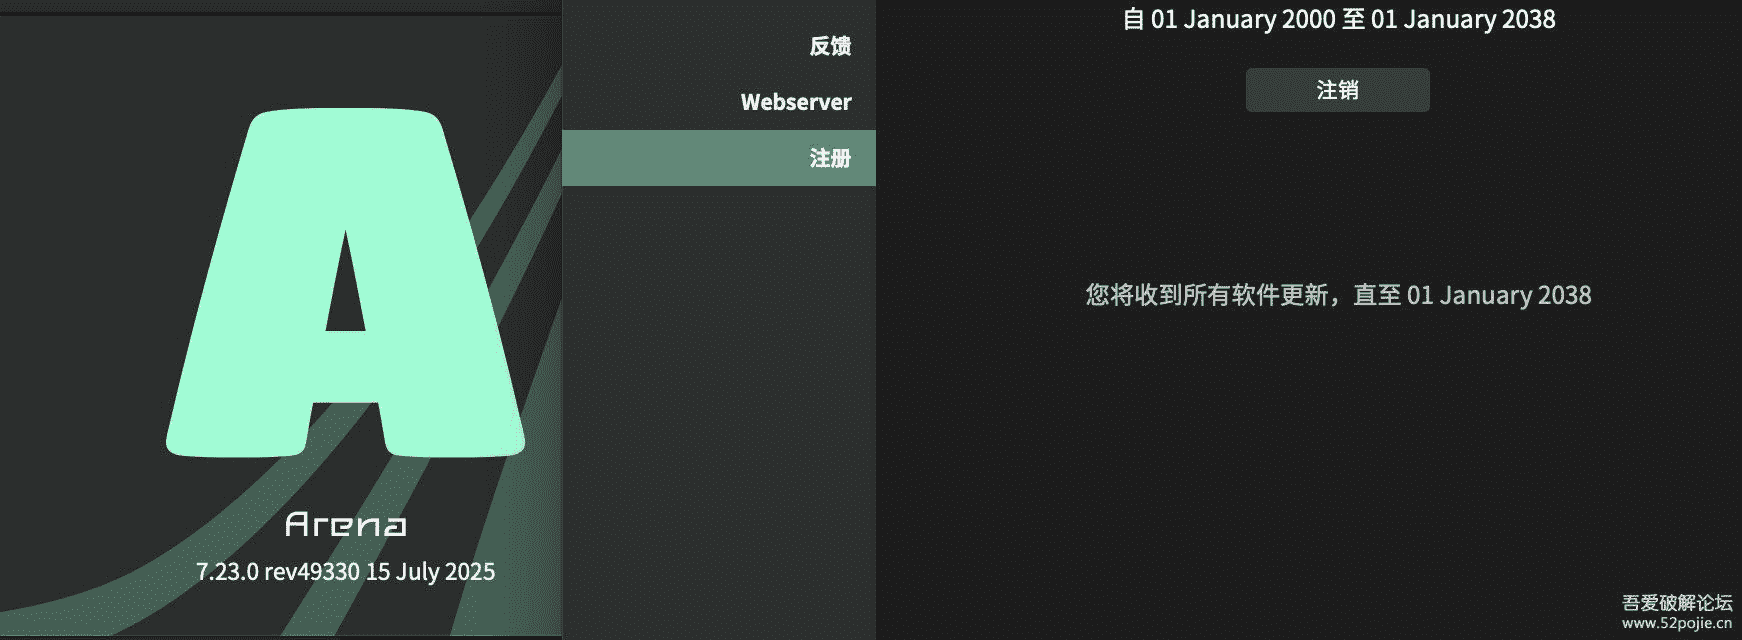 Arena
7.23.0 rev49330 15 July 2025
反馈
Webserver
注册
自 01 January 2000 至 01 January 2038
注销
您将收到所有软件更新，直至 01 January 2038
吾爱破解论坛
www.52pojie.cn